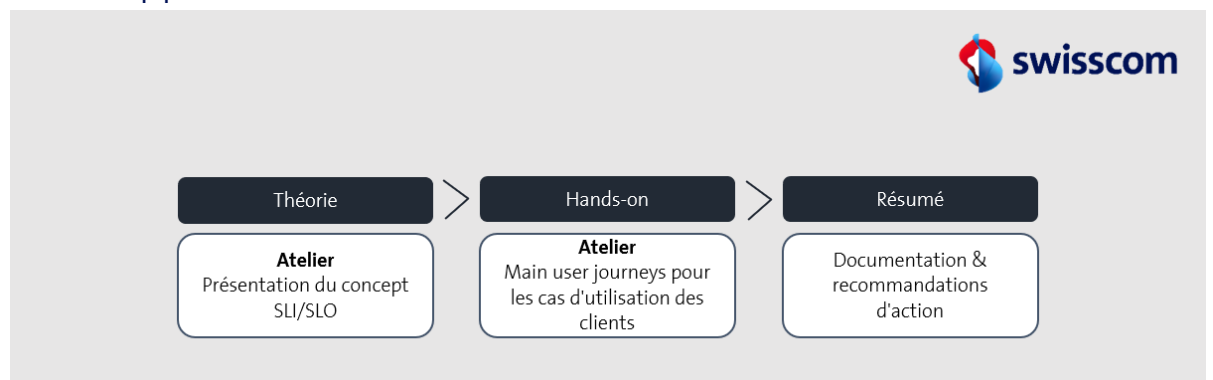 swisscom
Théorie
Hands-on
Résumé
Atelier
Présentation du concept
SLI/SLO
Atelier
Main user journeys pour
les cas d'utilisation des
clients
Documentation &
recommandations
d'action